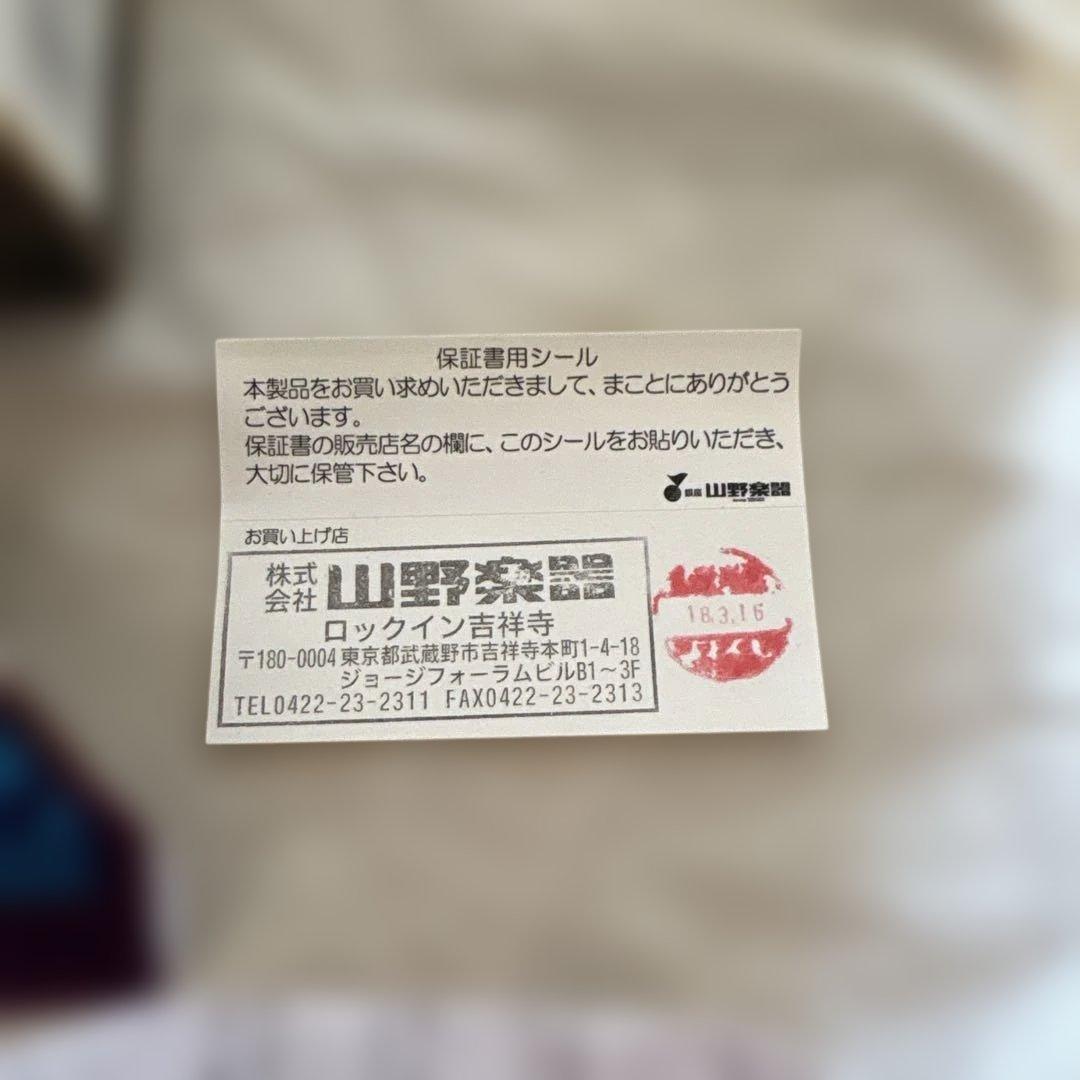 保証書用シール
本製品をお買い求めいただきまして、まことにありがとう
ございます。
保証書の販売店名の欄に、このシールをお貼りいただき、
大切に保管下さい。
銀座 山野楽器
お買い上げ店
株式会社 山野楽器
ロックイン吉祥寺
〒180-0004 東京都武蔵野市吉祥寺本町1-4-18
ジョージフォーラムビルB1〜3F
TEL0422-23-2311 FAX0422-23-2313
18.3.16